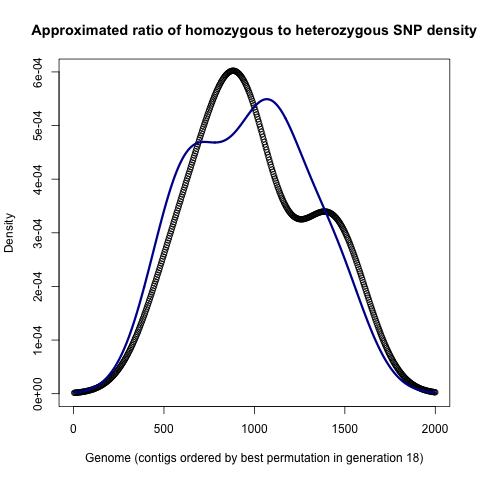 Approximated ratio of homozygous to heterozygous SNP density
6e-04
5e-04
4e-04
3e-04
2e-04
1e-04
0e+00
Density
0 500 1000 1500 2000
Genome (contigs ordered by best permutation in generation 18)